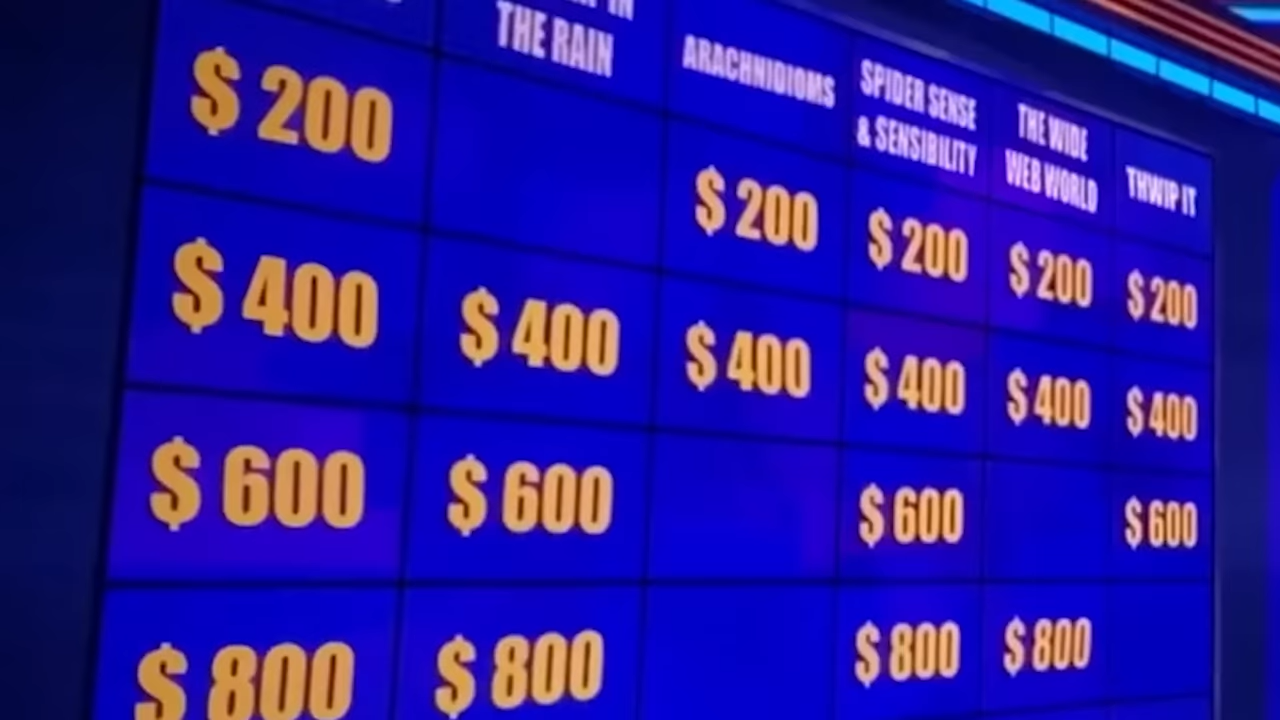 THE RAIN
ARACHNIDIOMS
SPIDER SENSE
& SENSIBILITY
THE WIDE
WEB WORLD
THWIP IT
$200
$200
$200
$200
$200
$400
$400
$400
$400
$400
$400
$600
$600
$600
$600
$800
$800
$800
$800